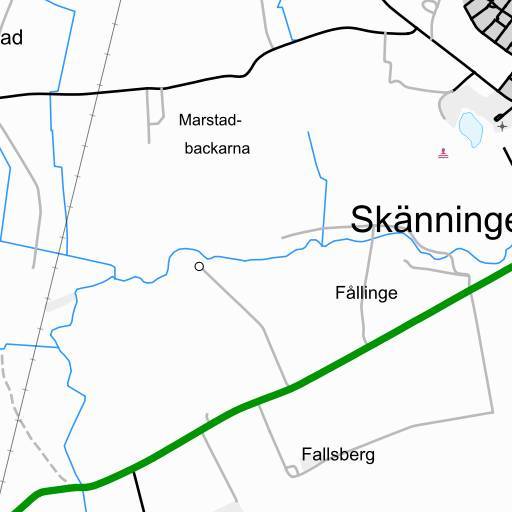 ad
Marstad-
backarna
Skänninge
Fållinge
Fallsberg